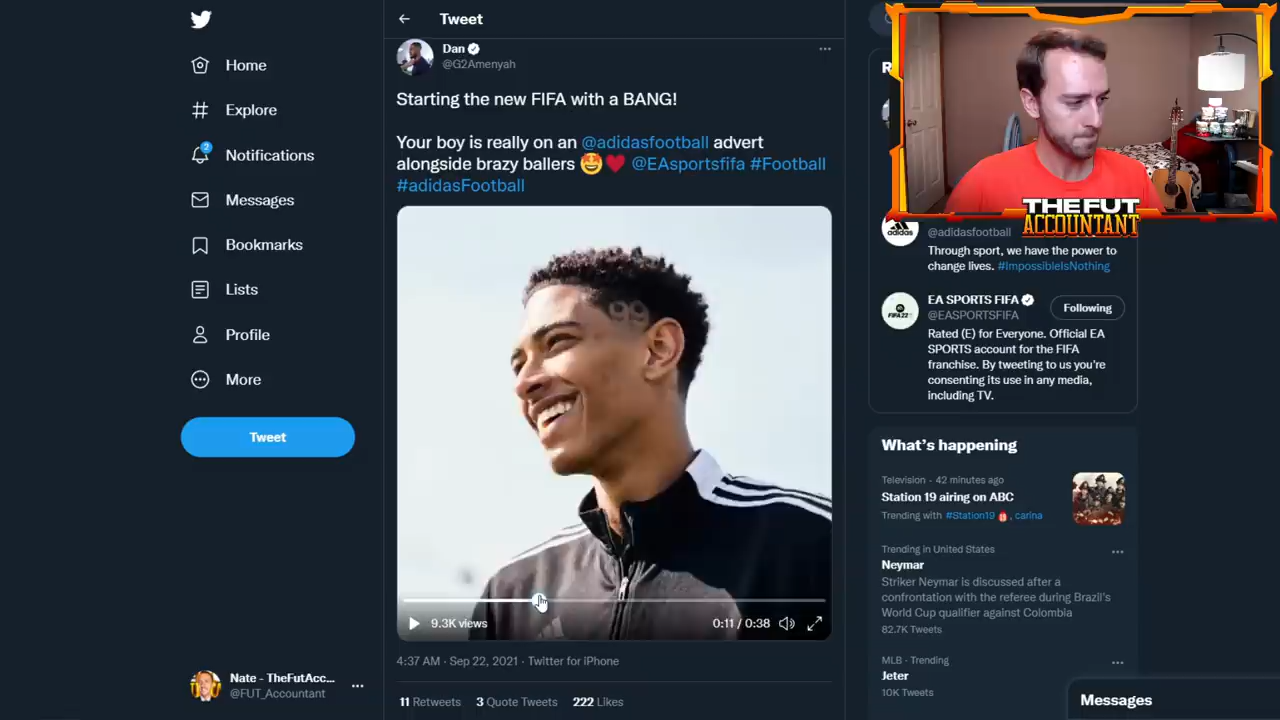 Home
Explore
2
Notifications
Messages
Bookmarks
Lists
Profile
More
Tweet
Nate - TheFutAcc...
@FUT_Accountant
Tweet
Dan
@G2Amenyah
Starting the new FIFA with a BANG!
Your boy is really on an @adidasfootball advert
alongside brazy ballers 🤩♥️ @EAsportsfifa #Football
#adidasFootball
99
9.3K views
0:11 / 0:38
4:37 AM · Sep 22, 2021 · Twitter for iPhone
11 Retweets 3 Quote Tweets 222 Likes
THE FUT
ACCOUNTANT
adidas
@adidasfootball
Through sport, we have the power to
change lives. #ImpossibleIsNothing
FIFA 22
EA SPORTS FIFA
@EASPORTSFIFA
Following
Rated (E) for Everyone. Official EA
SPORTS account for the FIFA
franchise. By tweeting to us you're
consenting its use in any media,
including TV.
What's happening
Television · 42 minutes ago
Station 19 airing on ABC
Trending with #Station19, carina
Trending in United States
Neymar
Striker Neymar is discussed after a
confrontation with the referee during Brazil's
World Cup qualifier against Colombia
82.7K Tweets
MLB · Trending
Jeter
10K Tweets
Messages